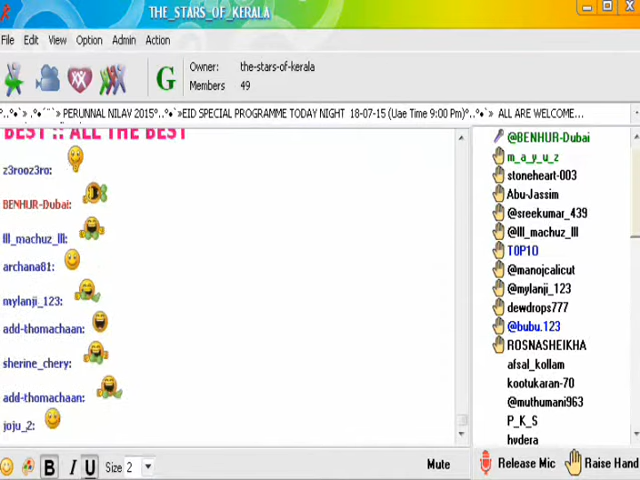 THE_STARS_OF_KERALA
File Edit View Option Admin Action
G
Owner: the-stars-of-kerala
Members 49
PERUNNAL NILAV 2015 EID SPECIAL PROGRAMME TODAY NIGHT 18-07-15 (Uae Time 9:00 Pm) ALL ARE WELCOME...
BEST :: ALL THE BEST
z3rooz3ro:
BENHUR-Dubai:
lll_machuz_lll:
archana81:
mylanji_123:
add-thomachaan:
sherine_chery:
add-thomachaan:
joju_2:
@BENHUR-Dubai
m_a_y_u_z
stoneheart-003
Abu-Jassim
@sreekumar_439
@lll_machuz_lll
T0P10
@manojcalicut
@mylanji_123
dewdrops777
@bubu.123
ROSNASHEIKHA
afsal_kollam
kootukaran-70
@muthumani963
P_K_S
hydera
B I U Size 2
Mute
Release Mic
Raise Hand